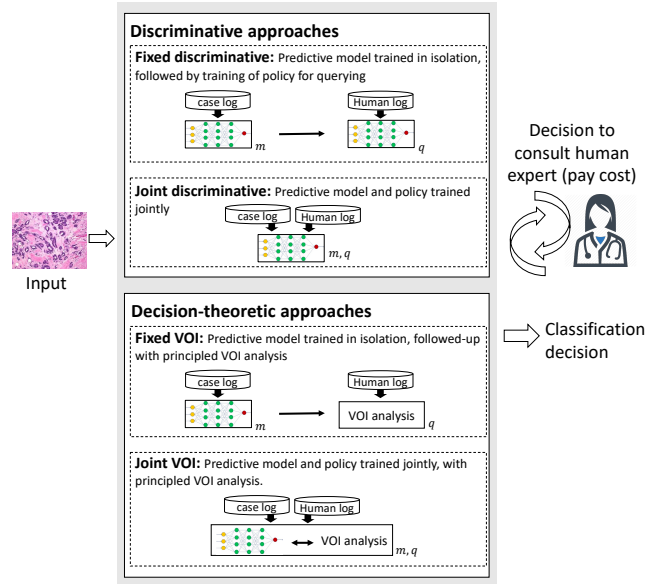 Discriminative approaches
Fixed discriminative: Predictive model trained in isolation,
followed by training of policy for querying
case log
Human log
m
q
Joint discriminative: Predictive model and policy trained
jointly
case log
Human log
m, q
Input
Decision to
consult human
expert (pay cost)
Decision-theoretic approaches
Fixed VOI: Predictive model trained in isolation, followed-up
with principled VOI analysis
case log
Human log
m
VOI analysis
q
Joint VOI: Predictive model and policy trained jointly, with
principled VOI analysis.
case log
Human log
VOI analysis
m, q
Classification
decision